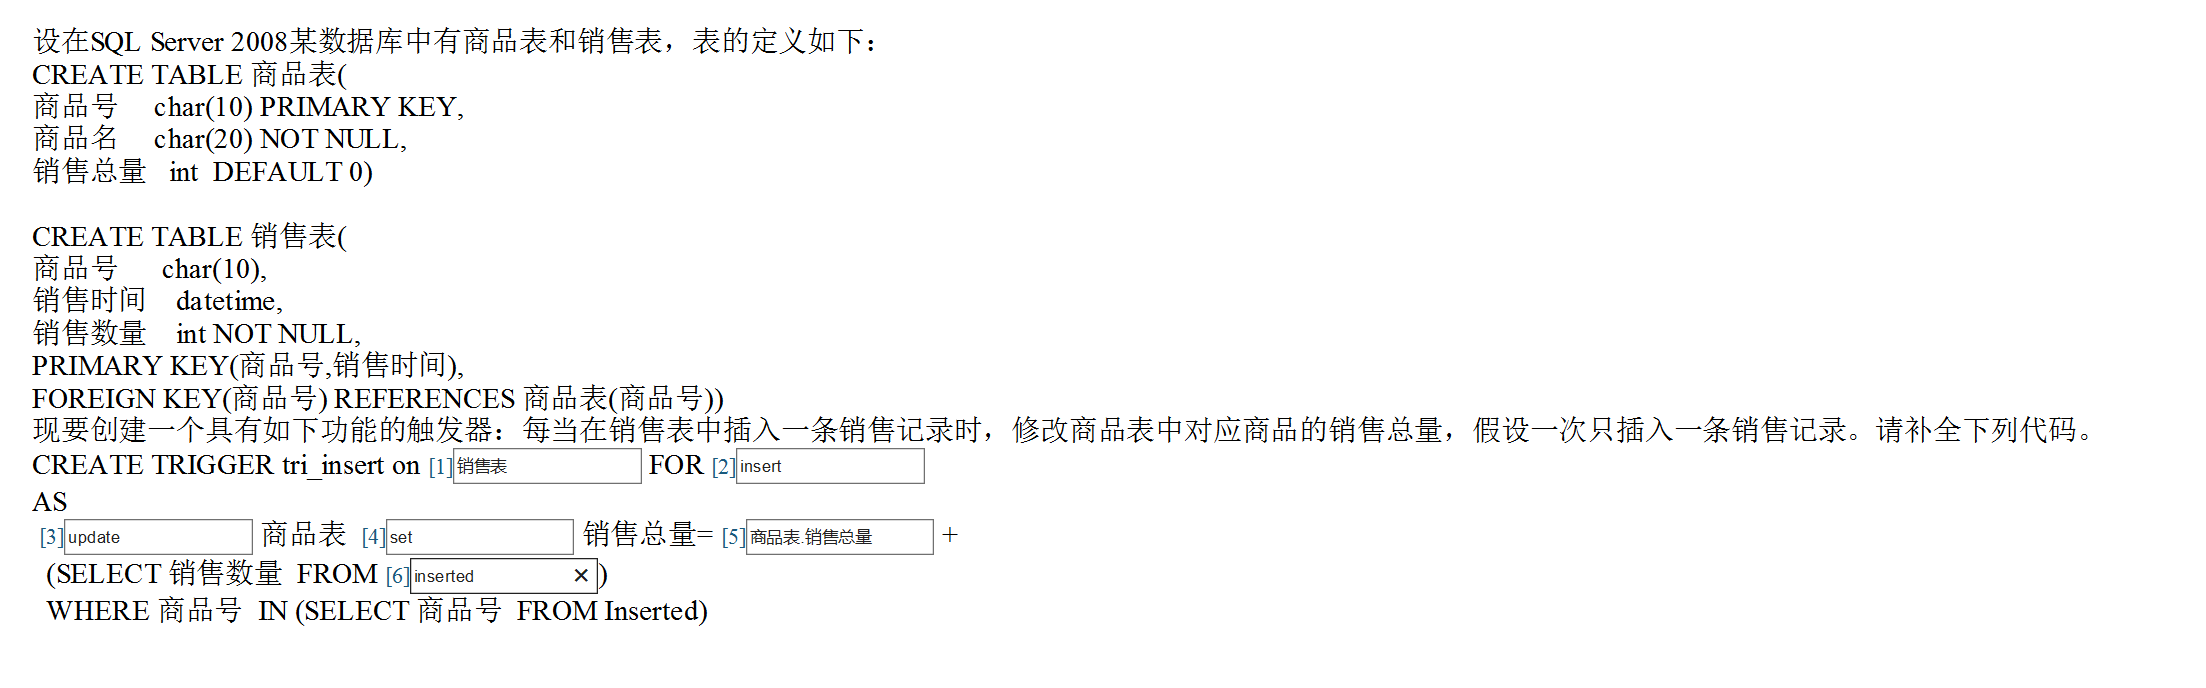 设在SQL Server 2008某数据库中有商品表和销售表，表的定义如下：
CREATE TABLE 商品表(
商品号 char(10) PRIMARY KEY,
商品名 char(20) NOT NULL,
销售总量 int DEFAULT 0)
CREATE TABLE 销售表(
商品号 char(10),
销售时间 datetime,
销售数量 int NOT NULL,
PRIMARY KEY(商品号,销售时间),
FOREIGN KEY(商品号) REFERENCES 商品表(商品号))
现要创建一个具有如下功能的触发器：每当在销售表中插入一条销售记录时，修改商品表中对应商品的销售总量，假设一次只插入一条销售记录。请补全下列代码。
CREATE TRIGGER tri_insert on [1]销售表 FOR [2]insert
AS
[3]update 商品表 [4]set 销售总量= [5]商品表.销售总量 +
(SELECT 销售数量 FROM [6]inserted ×)
WHERE 商品号 IN (SELECT 商品号 FROM Inserted)